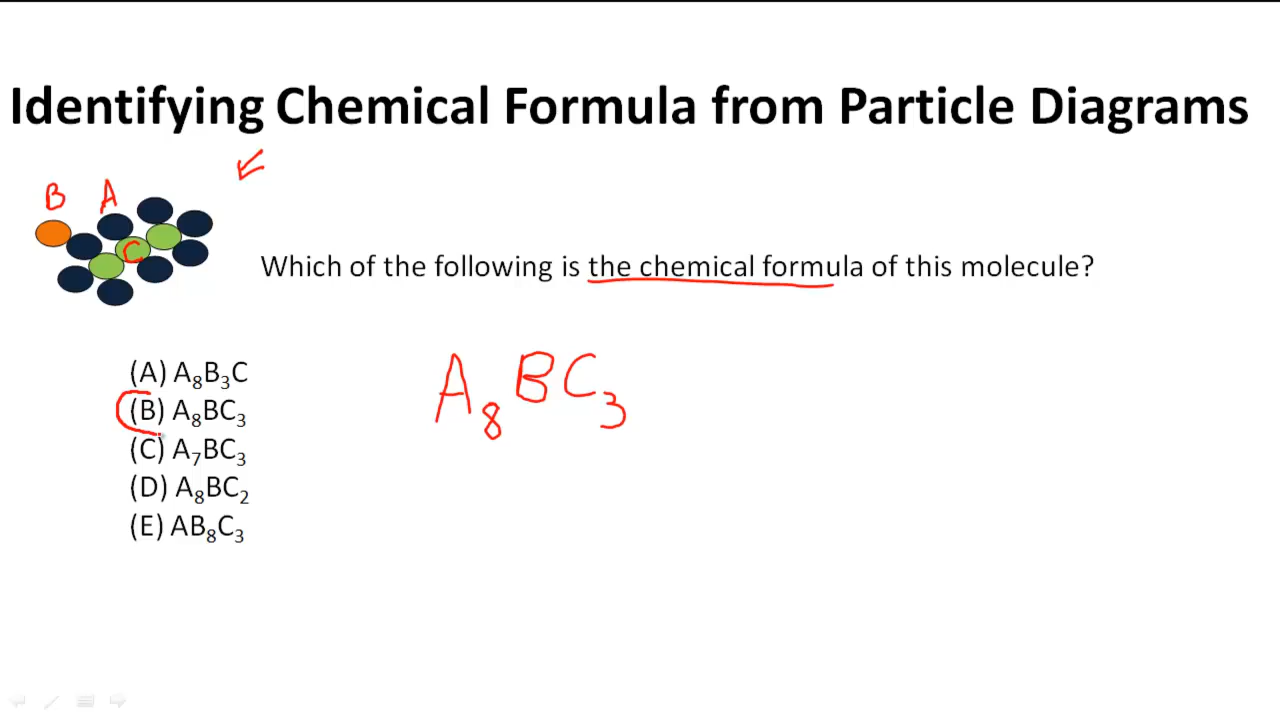 Identifying Chemical Formula from Particle Diagrams
B A
C
Which of the following is the chemical formula of this molecule?
(A) A₈B₃C
(B) A₈BC₃
(C) A₇BC₃
(D) A₈BC₂
(E) AB₈C₃
A₈BC₃